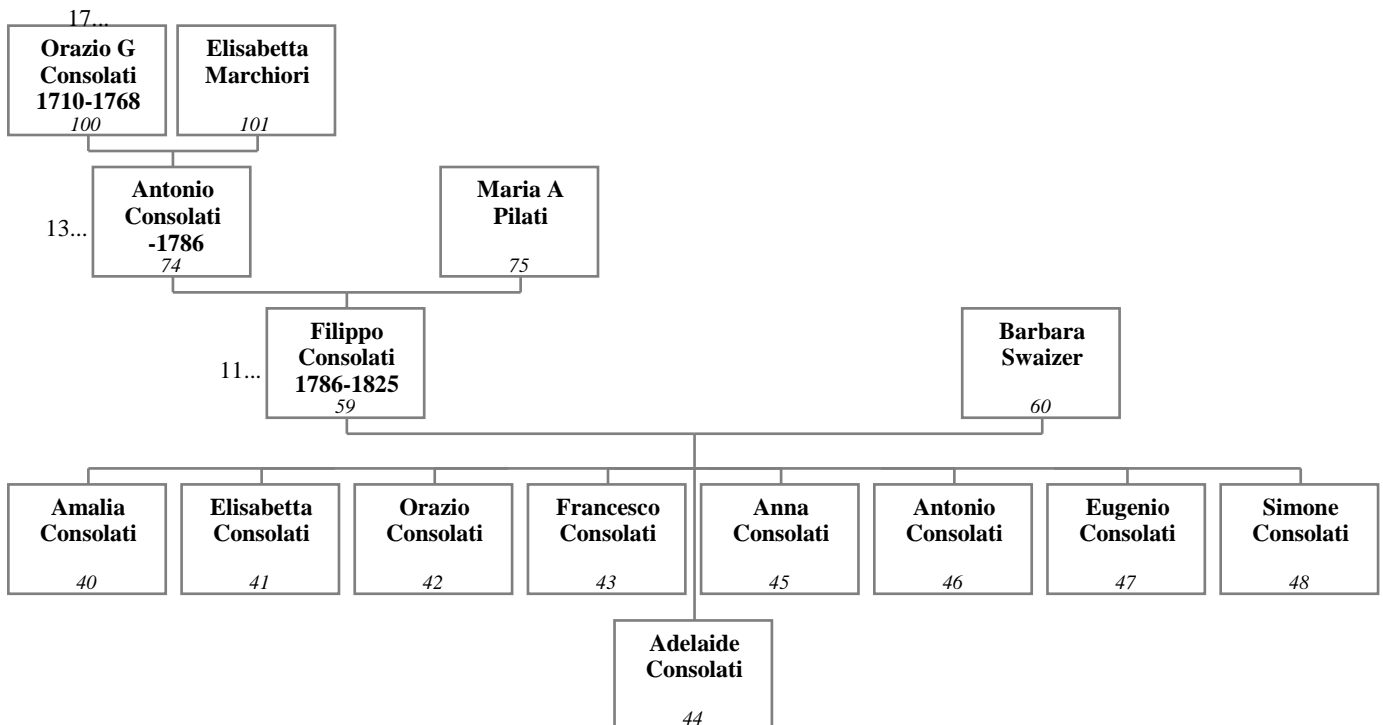 17...
Orazio G
Consolati
1710-1768
100
Elisabetta
Marchiori
101
13...
Antonio
Consolati
-1786
74
Maria A
Pilati
75
11...
Filippo
Consolati
1786-1825
59
Barbara
Swaizer
60
Amalia
Consolati
40
Elisabetta
Consolati
41
Orazio
Consolati
42
Francesco
Consolati
43
Anna
Consolati
45
Antonio
Consolati
46
Eugenio
Consolati
47
Simone
Consolati
48
Adelaide
Consolati
44